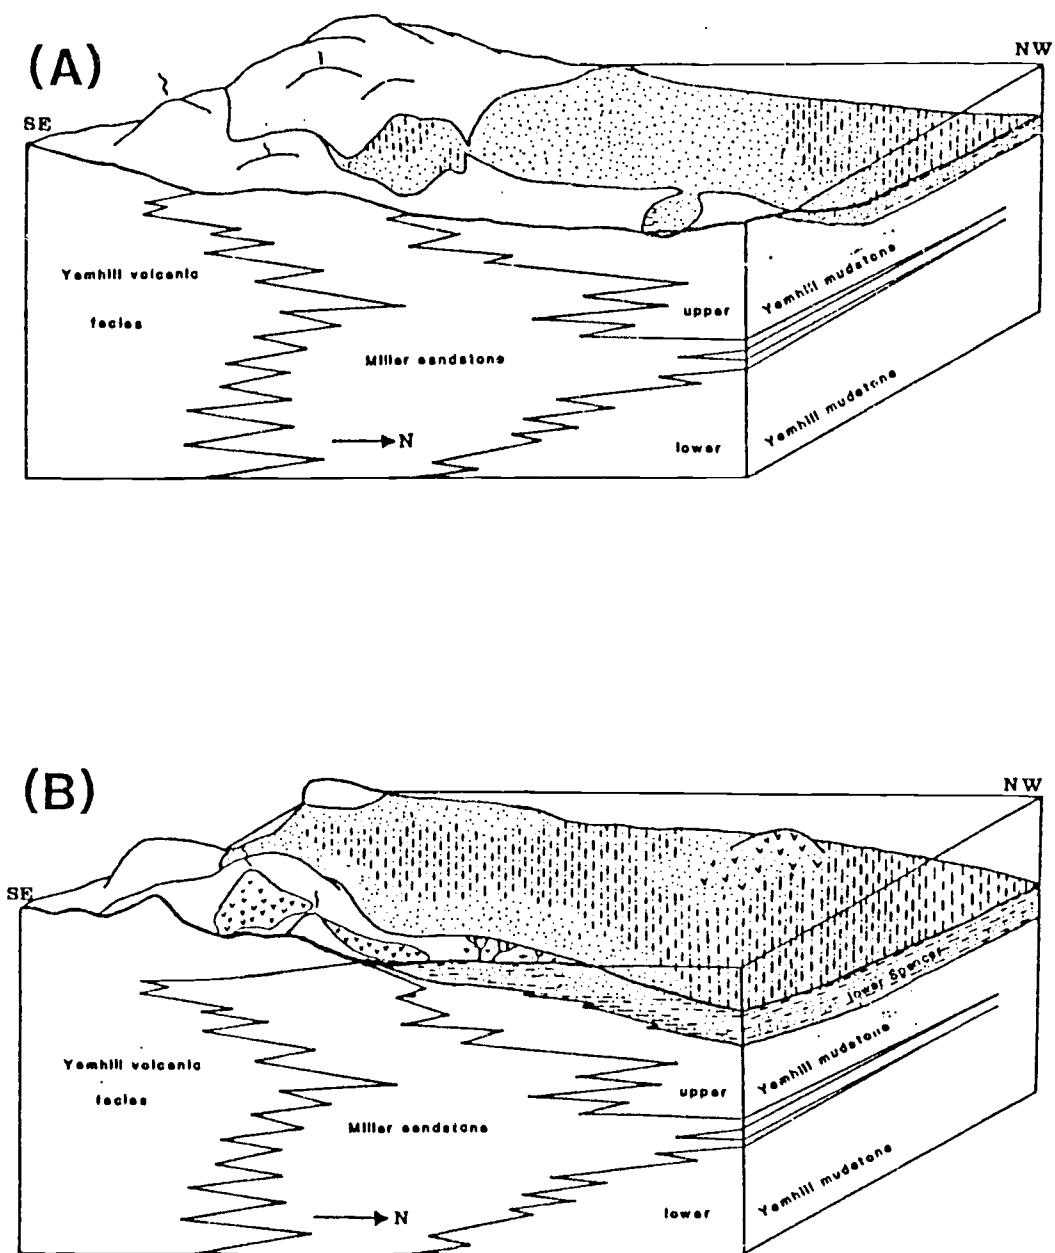 (A)
NW
SE
Yamhill volcanic
facies
Miller sandstone
upper
Yamhill mudstone
lower
Yamhill mudstone
N
(B)
NW
SE
lower Spencer
Yamhill volcanic
facies
Miller sandstone
upper
Yamhill mudstone
lower
Yamhill mudstone
N